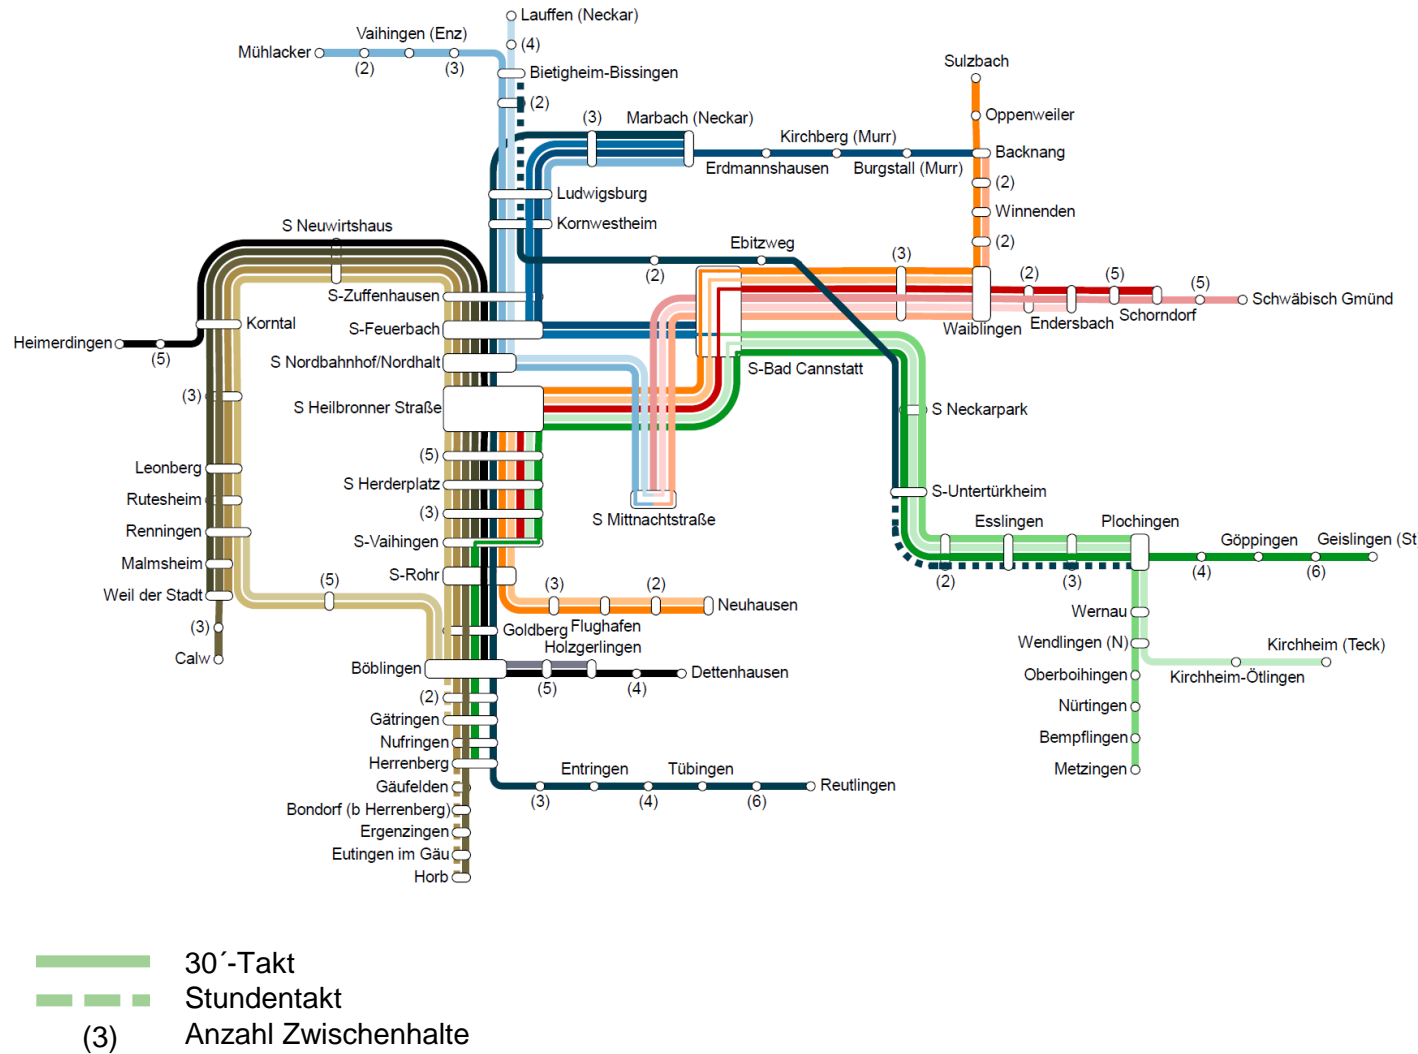 Lauffen (Neckar)
(4)
Vaihingen (Enz)
Mühlacker
(2)
(3)
Bietigheim-Bissingen
(2)
Sulzbach
Oppenweiler
(3)
Marbach (Neckar)
Kirchberg (Murr)
Erdmannshausen
Burgstall (Murr)
Backnang
(2)
Winnenden
(2)
Ludwigsburg
Kornwestheim
S Neuwirtshaus
Ebitzweg
(2)
(3)
(2)
(5)
(5)
Schwäbisch Gmünd
Schorndorf
Endersbach
Waiblingen
S-Zuffenhausen
Korntal
S-Feuerbach
Heimerdingen
(5)
S Nordbahnhof/Nordhalt
S-Bad Cannstatt
(3)
S Heilbronner Straße
S Neckarpark
(5)
Leonberg
S Herderplatz
S-Untertürkheim
Rutesheim
(3)
S Mittnachtstraße
Renningen
S-Vaihingen
Esslingen
Plochingen
Göppingen
Geislingen (St
(2)
(3)
(4)
(6)
Malmsheim
S-Rohr
(5)
(3)
(2)
Weil der Stadt
Neuhausen
Flughafen
Wernau
(3)
Goldberg
Holzgerlingen
Wendlingen (N)
Kirchheim (Teck)
Calw
Böblingen
(5)
(4)
Dettenhausen
Oberboihingen
Kirchheim-Ötlingen
(2)
Nürtingen
Gätringen
Nufringen
Bempflingen
Herrenberg
Entringen
Tübingen
Metzingen
Gäufelden
(3)
(4)
(6)
Reutlingen
Bondorf (b Herrenberg)
Ergenzingen
Eutingen im Gäu
Horb
30´-Takt
Stundentakt
(3)
Anzahl Zwischenhalte